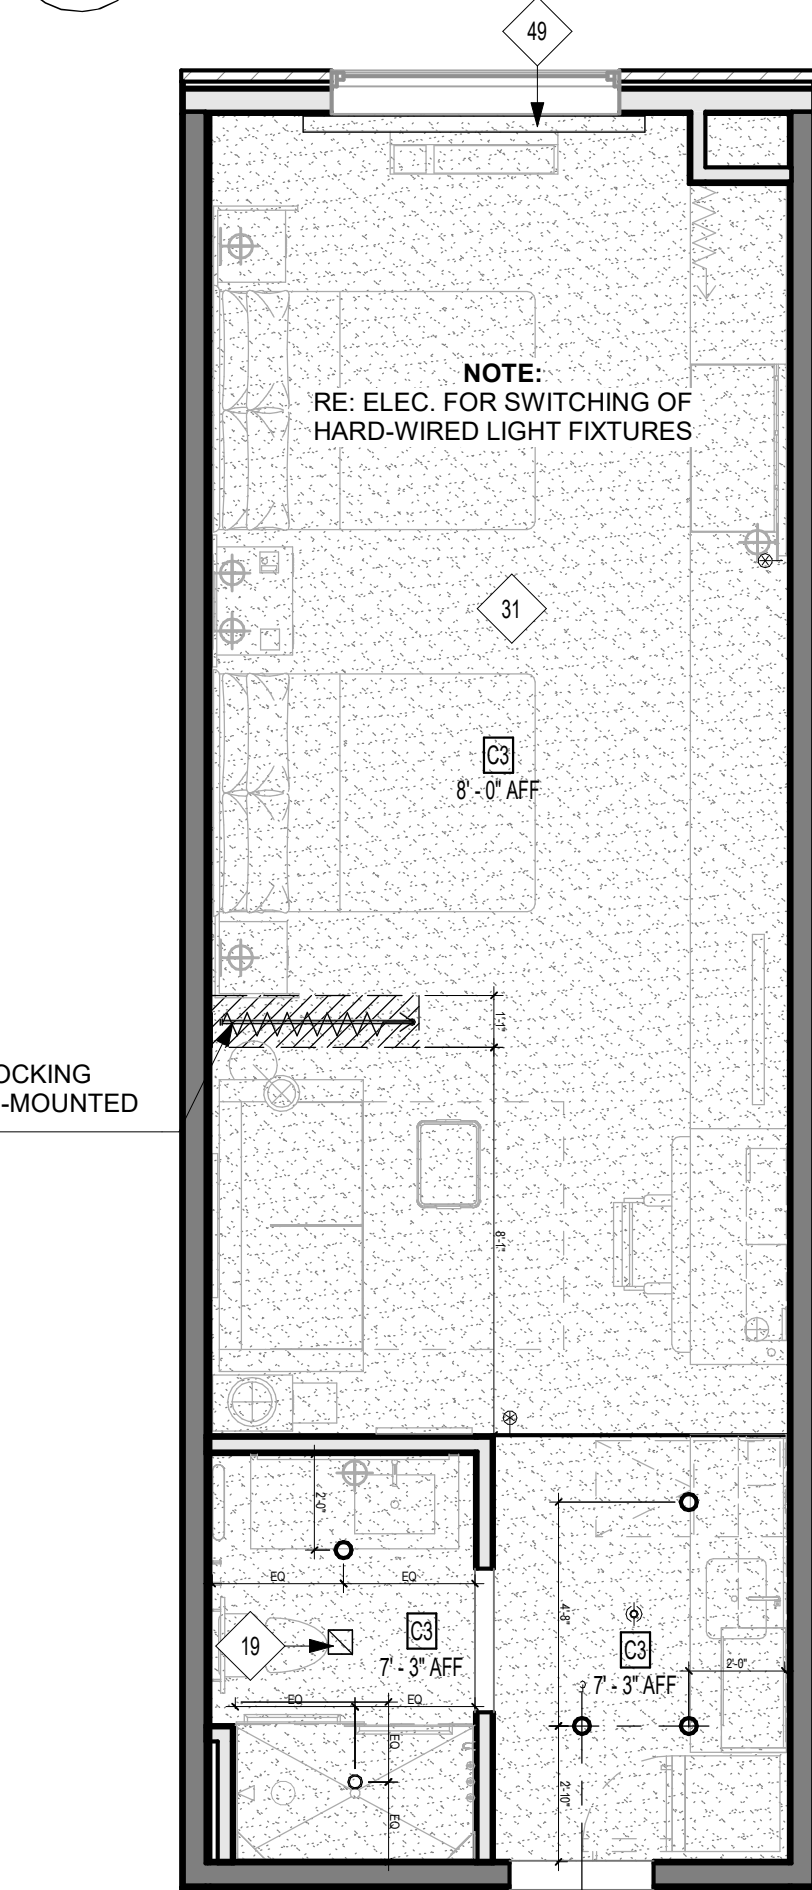 49
NOTE:
RE: ELEC. FOR SWITCHING OF
HARD-WIRED LIGHT FIXTURES
31
C3
8' - 0" AFF
1'-1"
OCKING
-MOUNTED
8'-1"
2'-0"
EQ
EQ
4'-8"
19
C3
7' - 3" AFF
C3
7' - 3" AFF
2'-0"
EQ
EQ
EQ
EQ
2'-10"